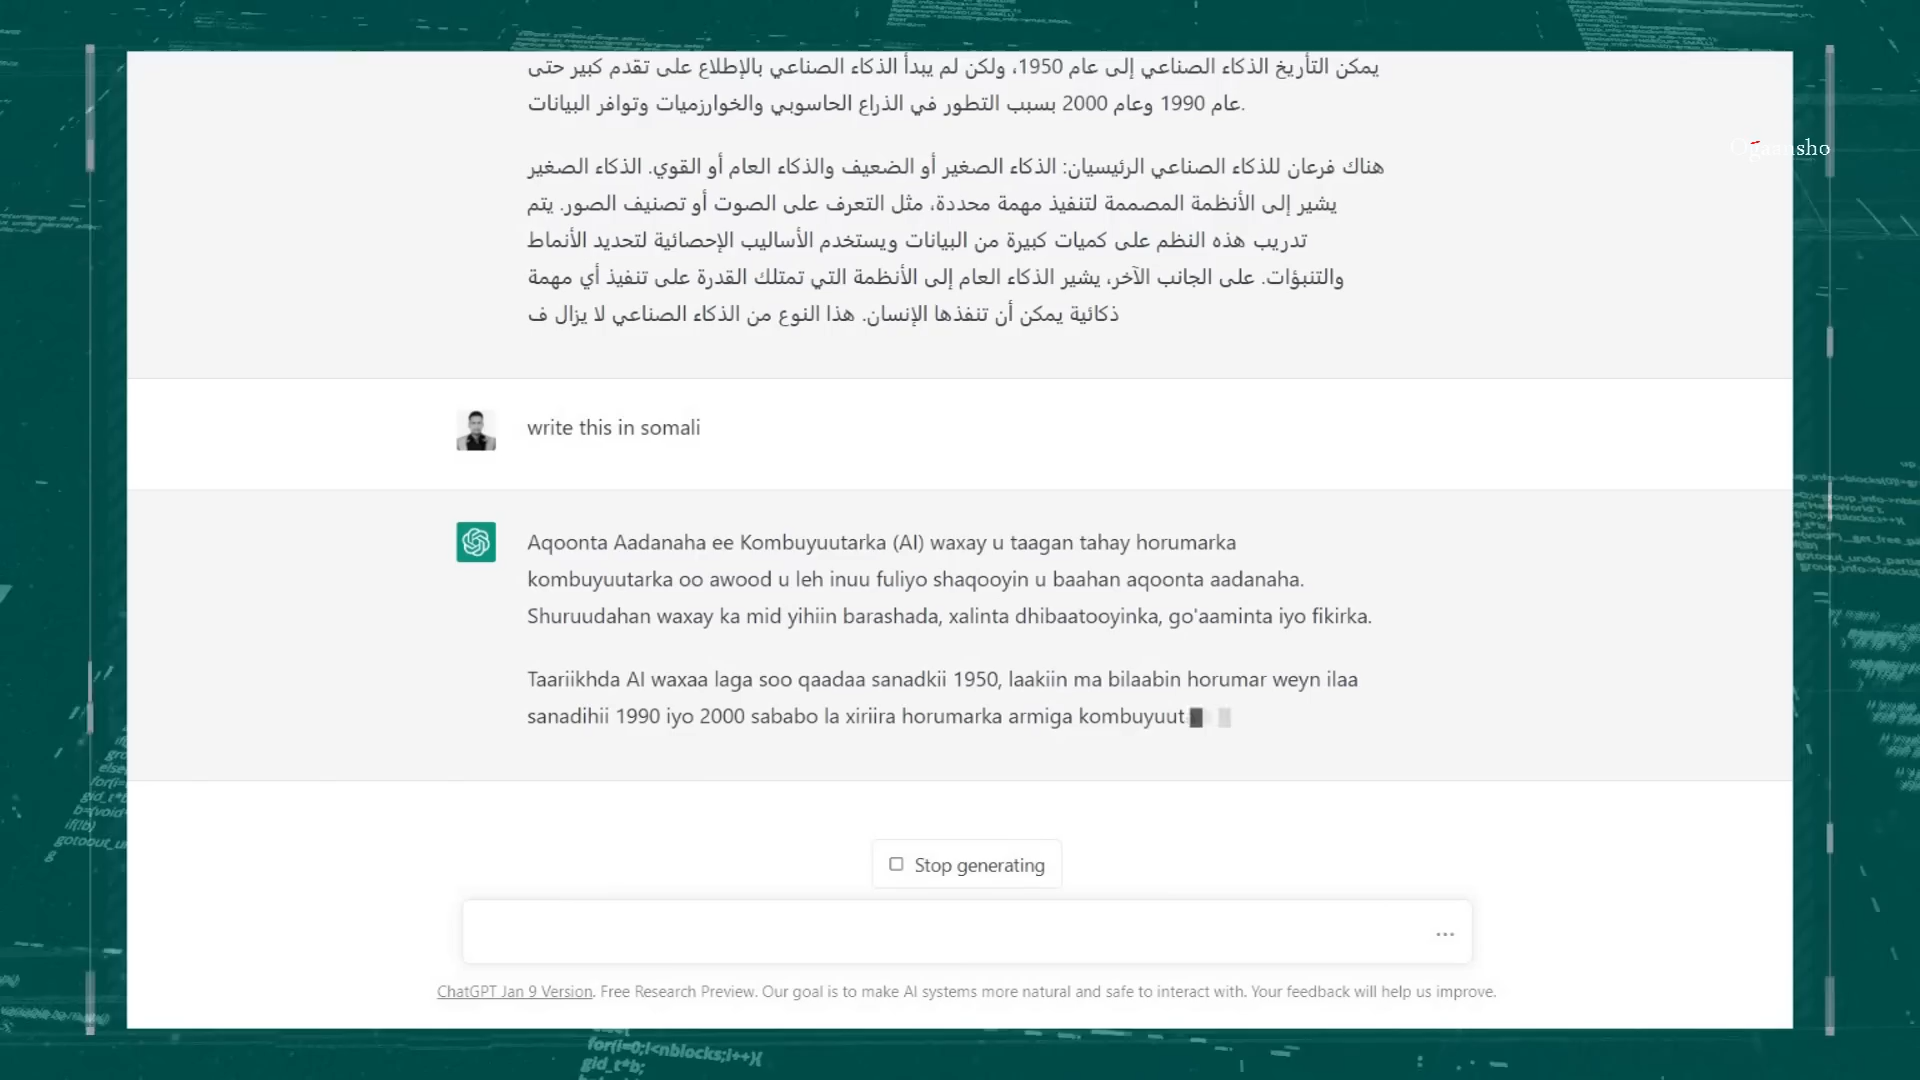 يمكن التأريخ الذكاء الصناعي إلى عام 1950، ولكن لم يبدأ الذكاء الصناعي بالإطلاع على تقدم كبير حتى
عام 1990 وعام 2000 بسبب التطور في الذراع الحاسوبي والخوارزميات وتوافر البيانات.
هناك فرعان للذكاء الصناعي الرئيسيان: الذكاء الصغير أو الضعيف والذكاء العام أو القوي. الذكاء الصغير
يشير إلى الأنظمة المصممة لتنفيذ مهمة محددة، مثل التعرف على الصوت أو تصنيف الصور. يتم
تدريب هذه النظم على كميات كبيرة من البيانات ويستخدم الأساليب الإحصائية لتحديد الأنماط
والتنبؤات. على الجانب الآخر، يشير الذكاء العام إلى الأنظمة التي تمتلك القدرة على تنفيذ أي مهمة
ذكائية يمكن أن تنفذها الإنسان. هذا النوع من الذكاء الصناعي لا يزال ف
Ogaansho
write this in somali
Aqoonta Aadanaha ee Kombuyuutarka (AI) waxay u taagan tahay horumarka
kombuyuutarka oo awood u leh inuu fuliyo shaqooyin u baahan aqoonta aadanaha.
Shuruudahan waxay ka mid yihiin barashada, xalinta dhibaatooyinka, go'aaminta iyo fikirka.
Taariikhda AI waxaa laga soo qaadaa sanadkii 1950, laakiin ma bilaabin horumar weyn ilaa
sanadihii 1990 iyo 2000 sababo la xiriira horumarka armiga kombuyuut
Stop generating
ChatGPT Jan 9 Version. Free Research Preview. Our goal is to make AI systems more natural and safe to interact with. Your feedback will help us improve.
for(i=0;i<nblocks;i++){
gid_t*b;